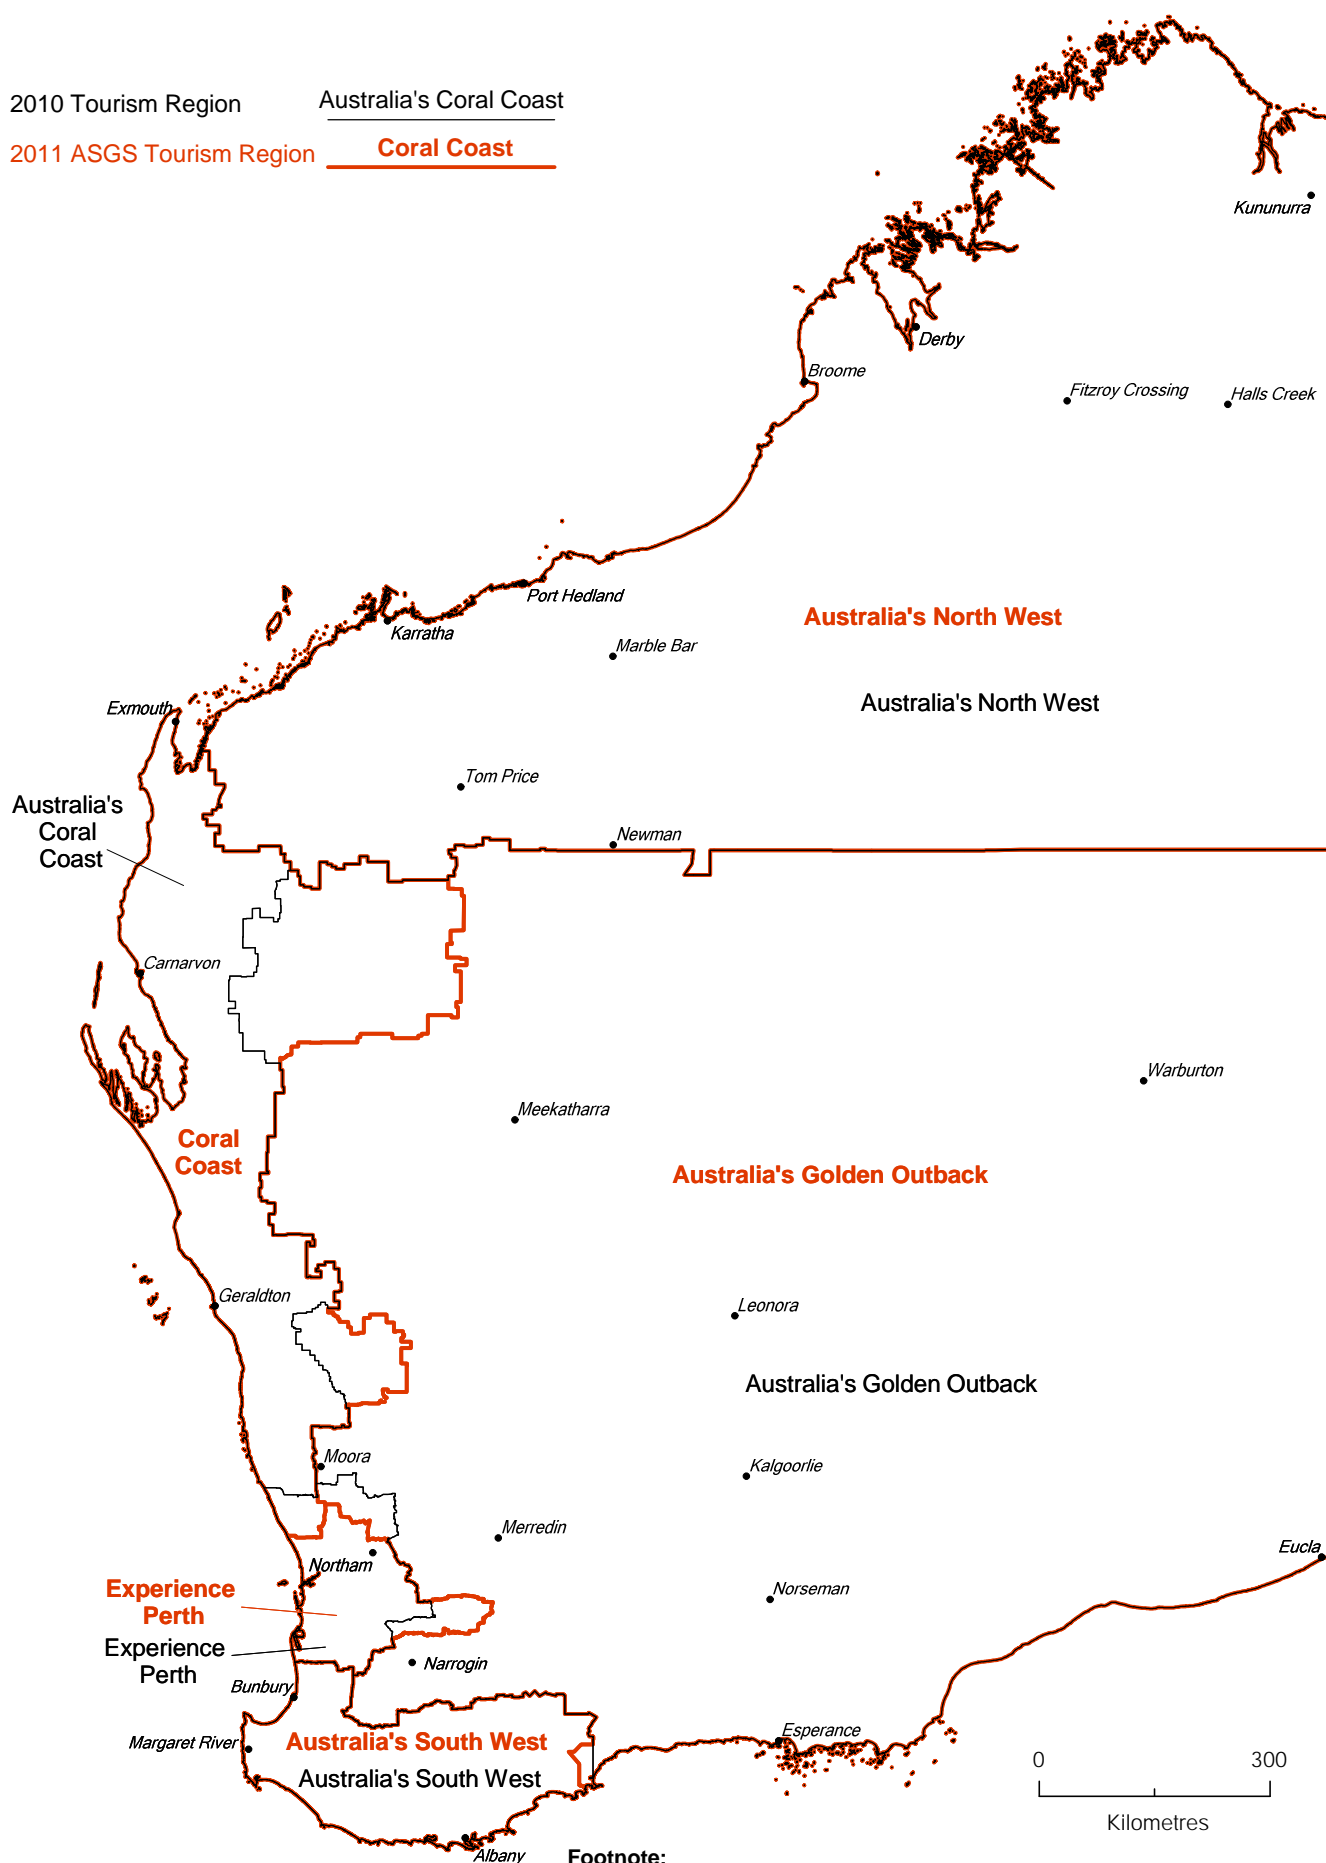 2010 Tourism Region
Australia's Coral Coast
2011 ASGS Tourism Region
Coral Coast
Kununurra
Derby
Broome
Fitzroy Crossing
Halls Creek
Port Hedland
Karratha
Australia's North West
Marble Bar
Australia's North West
Exmouth
Tom Price
Australia's
Coral
Coast
Newman
Carnarvon
Warburton
Meekatharra
Coral
Coast
Australia's Golden Outback
Geraldton
Leonora
Australia's Golden Outback
Moora
Kalgoorlie
Merredin
Eucla
Northam
Experience
Perth
Norseman
Experience
Perth
Narrogin
Bunbury
Margaret River
Australia's South West
Esperance
Australia's South West
0
300
Kilometres
Albany
Footnote: